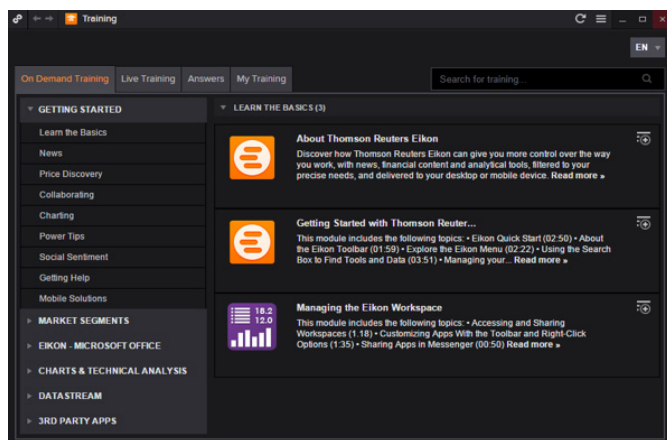 Training
EN
On Demand Training
Live Training
Answers
My Training
Search for training...
GETTING STARTED
Learn the Basics
News
Price Discovery
Collaborating
Charting
Power Tips
Social Sentiment
Getting Help
Mobile Solutions
MARKET SEGMENTS
EIKON - MICROSOFT OFFICE
CHARTS & TECHNICAL ANALYSIS
DATASTREAM
3RD PARTY APPS
LEARN THE BASICS (3)
About Thomson Reuters Eikon
Discover how Thomson Reuters Eikon can give you more control over the way
you work, with news, financial content and analytical tools, filtered to your
precise needs, and delivered to your desktop or mobile device. Read more »
Getting Started with Thomson Reuter...
This module includes the following topics: • Eikon Quick Start (02:50) • About
the Eikon Toolbar (01:59) • Explore the Eikon Menu (02:22) • Using the Search
Box to Find Tools and Data (03:51) • Managing your... Read more »
18.2
12.0
Managing the Eikon Workspace
This module includes the following topics: • Accessing and Sharing
Workspaces (1.18) • Customizing Apps With the Toolbar and Right-Click
Options (1:35) • Sharing Apps in Messenger (00:50) Read more »